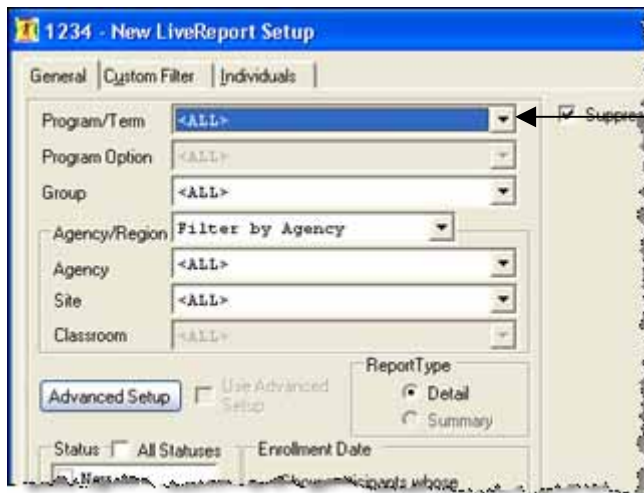 1234 - New LiveReport Setup
General Custom Filter Individuals
Program/Term <ALL>
Program Option <ALL>
Group <ALL>
Agency/Region Filter by Agency
Agency <ALL>
Site <ALL>
Classroom <ALL>
Advanced Setup Use Advanced Setup
ReportType
Detail
Summary
Status All Statuses Enrollment Date
whose